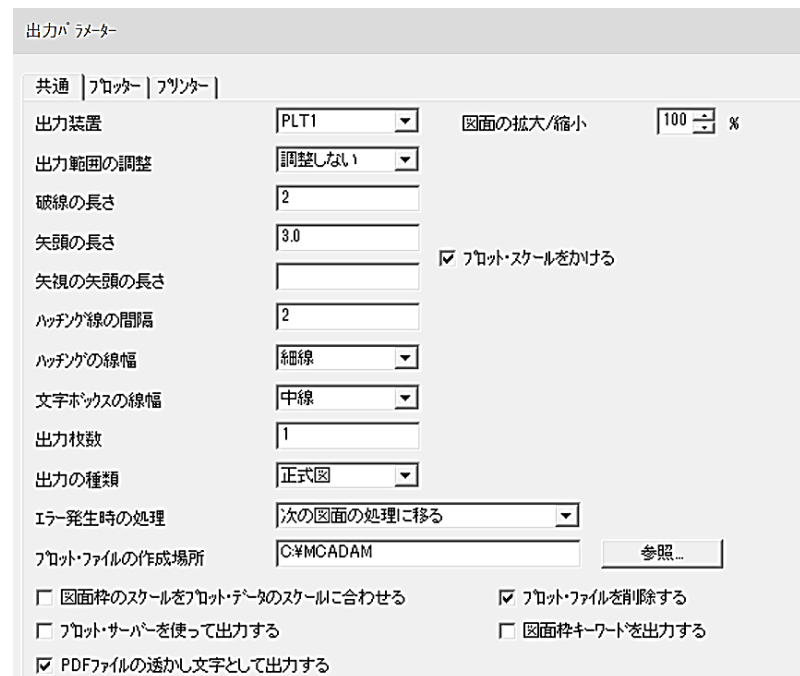 出力ﾊﾟﾗﾒｰﾀｰ
共通 ﾌﾟﾛｯﾀｰ ﾌﾟﾘﾝﾀｰ
出力装置 PLT1 図面の拡大/縮小 100 %
出力範囲の調整 調整しない
破線の長さ 2
矢頭の長さ 3.0
ﾌﾟﾛｯﾄ･ｽｹｰﾙをかける
矢視の矢頭の長さ
ﾊｯﾁﾝｸﾞ線の間隔 2
ﾊｯﾁﾝｸﾞの線幅 細線
文字ﾎﾞｯｸｽの線幅 中線
出力枚数 1
出力の種類 正式図
ｴﾗｰ発生時の処理 次の図面の処理に移る
ﾌﾟﾛｯﾄ･ﾌｧｲﾙの作成場所 C:¥MCADAM 参照...
図面枠のｽｹｰﾙをﾌﾟﾛｯﾄ･ﾃﾞｰﾀのｽｹｰﾙに合わせる ﾌﾟﾛｯﾄ･ﾌｧｲﾙを削除する
ﾌﾟﾛｯﾄ･ｻｰﾊﾞｰを使って出力する 図面枠ｷｰﾜｰﾄﾞを出力する
PDFﾌｧｲﾙの透かし文字として出力する